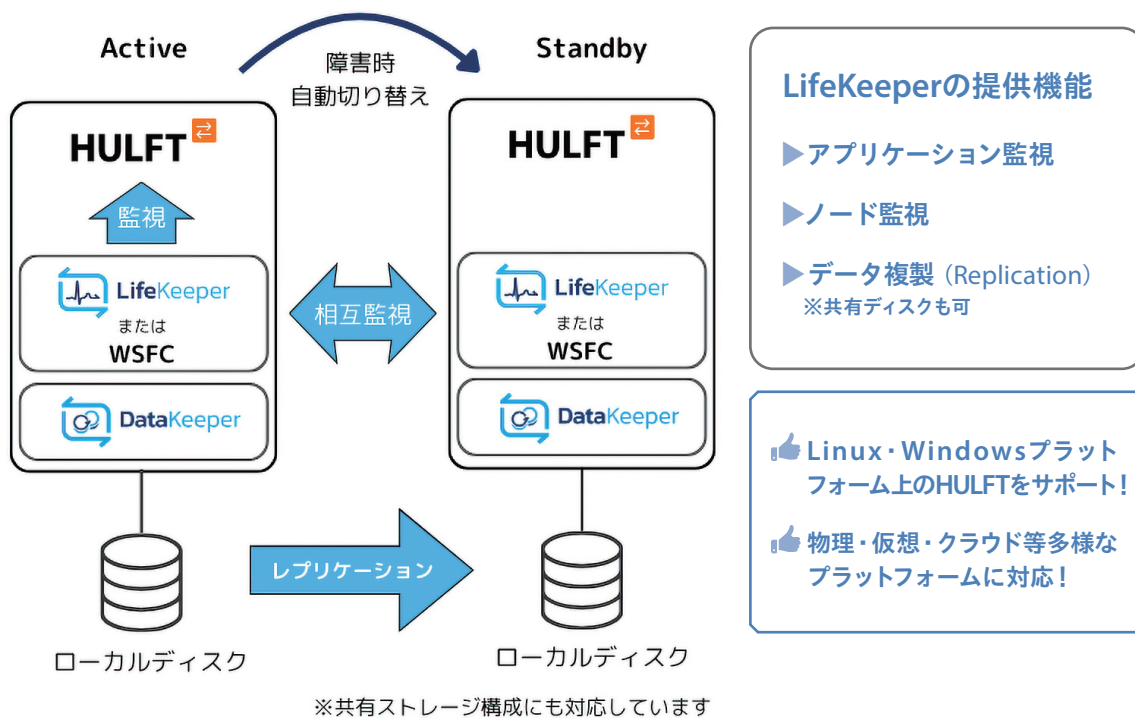 Active
障害時
自動切り替え
Standby
HULFT
監視
LifeKeeper
または
WSFC
DataKeeper
相互監視
HULFT
LifeKeeper
または
WSFC
DataKeeper
レプリケーション
ローカルディスク
ローカルディスク
※共有ストレージ構成にも対応しています
LifeKeeperの提供機能
▶アプリケーション監視
▶ノード監視
▶データ複製（Replication）
※共有ディスクも可
Linux・Windowsプラット
フォーム上のHULFTをサポート！
物理・仮想・クラウド等多様な
プラットフォームに対応！